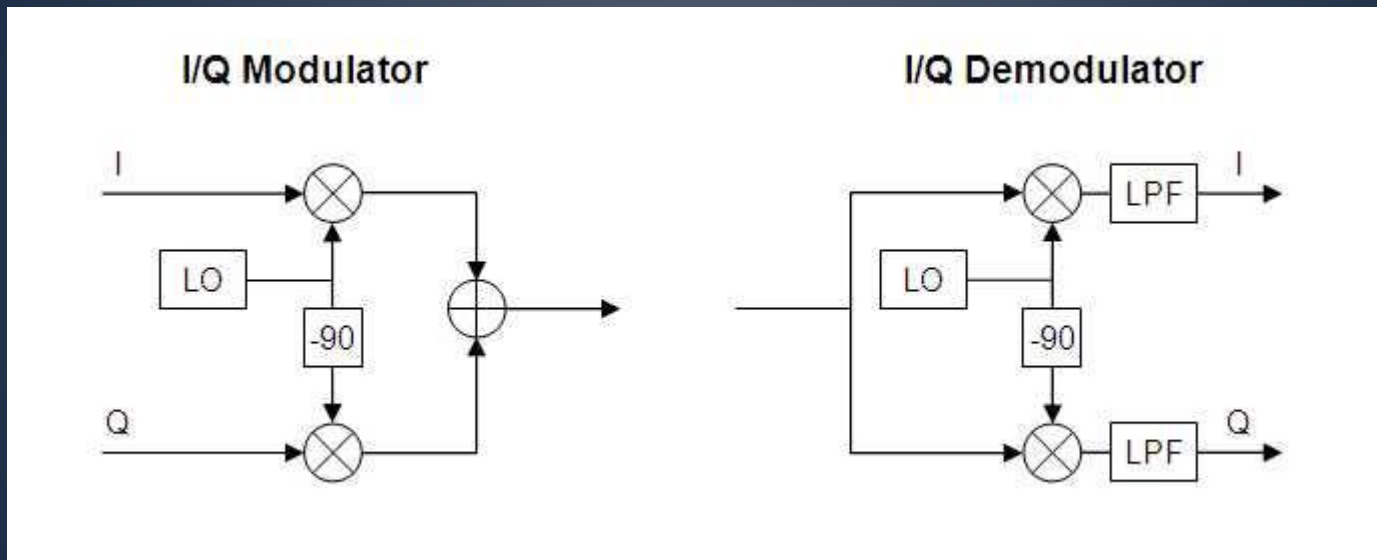 I/Q Modulator
I
LO
-90
Q
I/Q Demodulator
LPF
I
LO
-90
LPF
Q